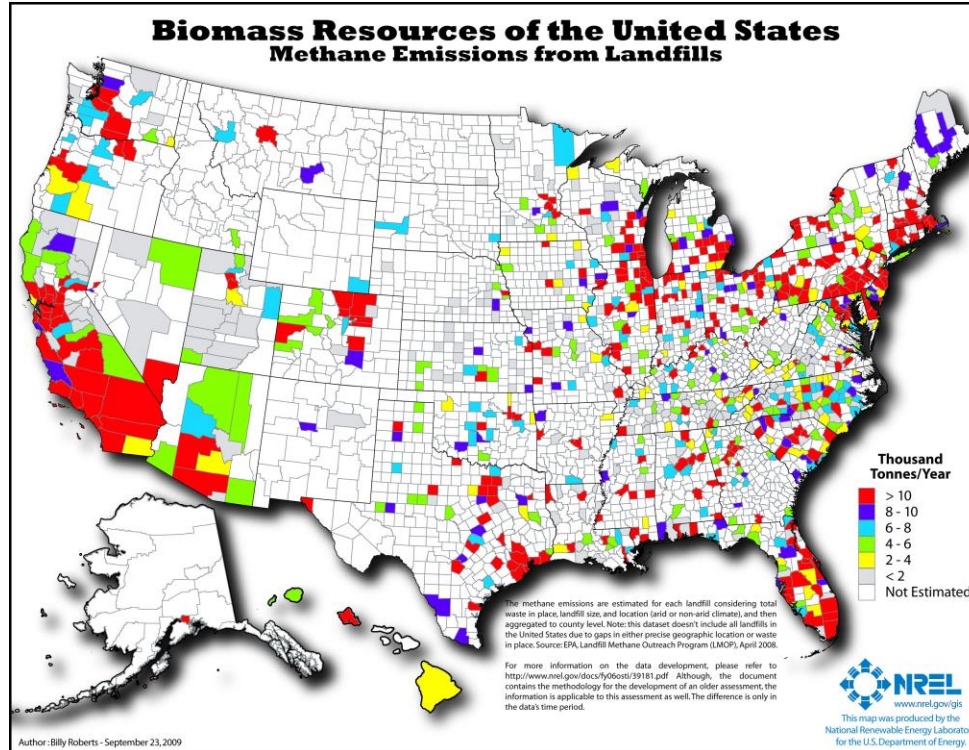 Biomass Resources of the United States
Methane Emissions from Landfills
Thousand
Tonnes/Year
> 10
8 - 10
6 - 8
4 - 6
2 - 4
< 2
Not Estimated
The methane emissions are estimated for each landfill considering total
waste in place, landfill size, and location (arid or non-arid climate), and then
aggregated to county level. Note: this dataset doesn't include all landfills
in the United States due to gaps in either precise geographic location or waste
in place. Source: EPA, Landfill Methane Outreach Program (LMOP), April 2008.
For more information on the data development, please refer to
http://www.nrel.gov/docs/fy06osti/39181.pdf Although, the document
contains the methodology for the development of an older assessment, the
information is applicable to this assessment as well. The difference is only in
the data's time period.
NREL
www.nrel.gov/gis
This map was produced by the
National Renewable Energy Laborator
for the U.S. Department of Energy.
Author : Billy Roberts - September 23, 2009